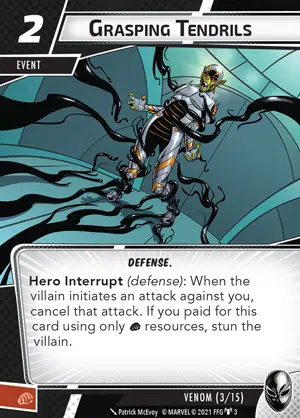 2
GRASPING TENDRILS
EVENT
DEFENSE.
Hero Interrupt (defense): When the
villain initiates an attack against you,
cancel that attack. If you paid for this
card using only resources, stun the
villain.
VENOM (3/15)
Patrick McEvoy © MARVEL © 2021 FFG 3